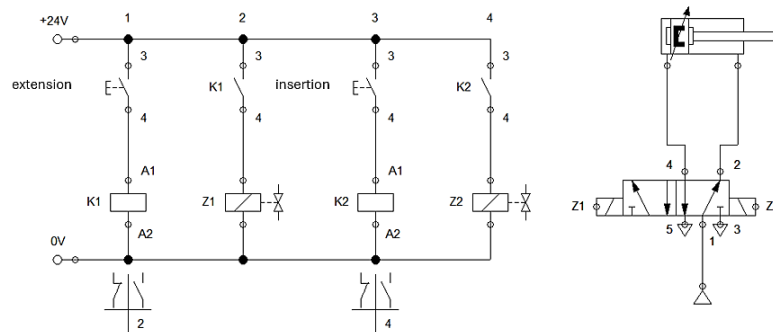 1 2 3 4
+24V
3 3 3 3
extension K1 insertion K2
4 4 4 4
A1 A1
K1 Z1 K2 Z2
A2 A2
0V
2 4
4 2
Z1 Z
5 1 3